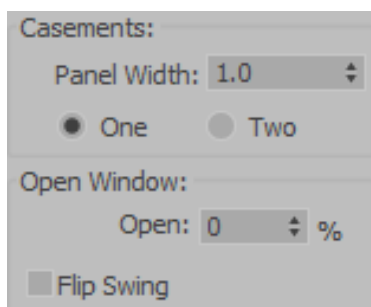 Casements:
Panel Width: 1.0
One Two
Open Window:
Open: 0 %
Flip Swing